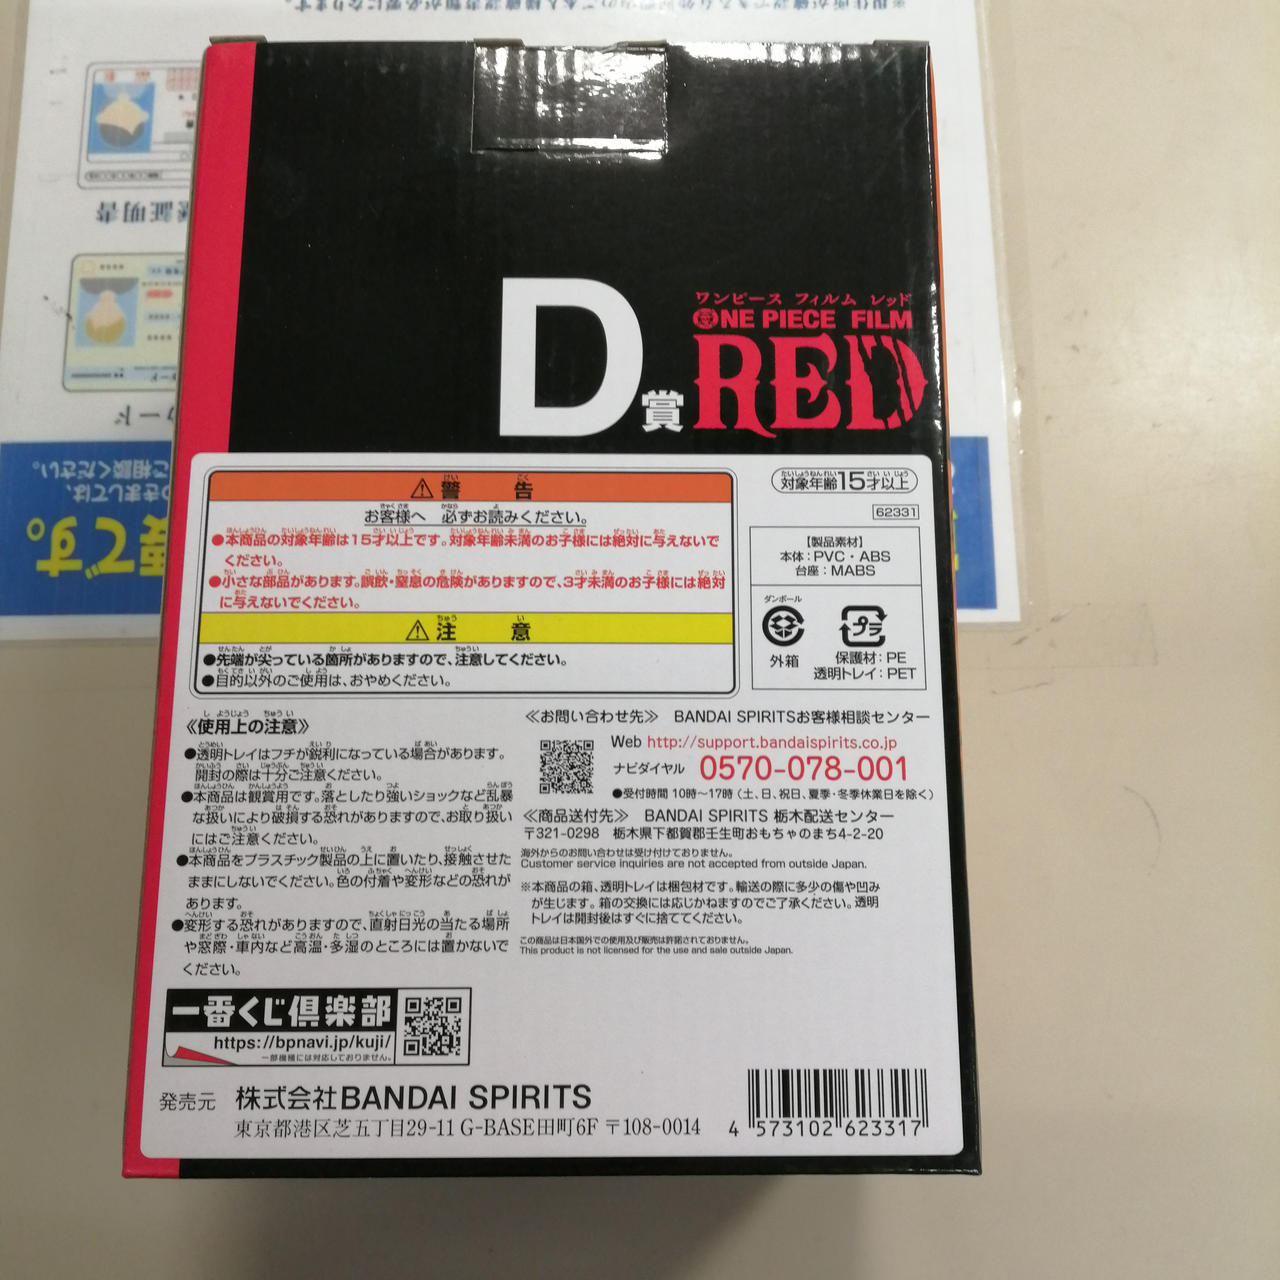 ワンピース フィルム レッド
ONE PIECE FILM
RED
D賞
警告
お客様へ 必ずお読みください。
●本商品の対象年齢は15才以上です。対象年齢未満のお子様には絶対に与えないで
ください。
●小さな部品があります。誤飲・窒息の危険がありますので、3才未満のお子様には絶対
に与えないでください。
注意
●先端が尖っている箇所がありますので、注意してください。
●目的以外のご使用は、おやめください。
対象年齢15才以上
62331
【製品素材】
本体:PVC・ABS
台座:MABS
ダンボール
外箱
プラ
保護材:PE
透明トレイ:PET
《使用上の注意》
●透明トレイはフチが鋭利になっている場合があります。
開封の際は十分ご注意ください。
●本商品は観賞用です。落としたり強いショックなど乱暴
な扱いにより破損する恐れがありますので、お取り扱い
にはご注意ください。
●本商品をプラスチック製品の上に置いたり、接触させた
ままにしないでください。色の付着や変形などの恐れが
あります。
●変形する恐れがありますので、直射日光の当たる場所
や窓際・車内など高温・多湿のところには置かないで
ください。
≪お問い合わせ先≫ BANDAI SPIRITSお客様相談センター
Web http://support.bandaispirits.co.jp
ナビダイヤル 0570-078-001
●受付時間 10時〜17時(土、日、祝日、夏季・冬季休業日を除く)
≪商品送付先≫ BANDAI SPIRITS 栃木配送センター
〒321-0298 栃木県下都賀郡壬生町おもちゃのまち4-2-20
海外からのお問い合わせは受け付けておりません。
Customer service inquiries are not accepted from outside Japan.
※本商品の箱、透明トレイは梱包材です。輸送の際に多少の傷や凹み
が生じます。箱の交換には応じかねますのでご了承ください。透明
トレイは開封後はすぐに捨ててください。
この商品は日本国外での使用及び販売は許諾されておりません。
This product is not licensed for the use and sale outside Japan.
一番くじ倶楽部
https://bpnavi.jp/kuji/
一部機種には対応しておりません。
発売元 株式会社BANDAI SPIRITS
東京都港区芝五丁目29-11 G-BASE田町6F 〒108-0014
4 573102 623317